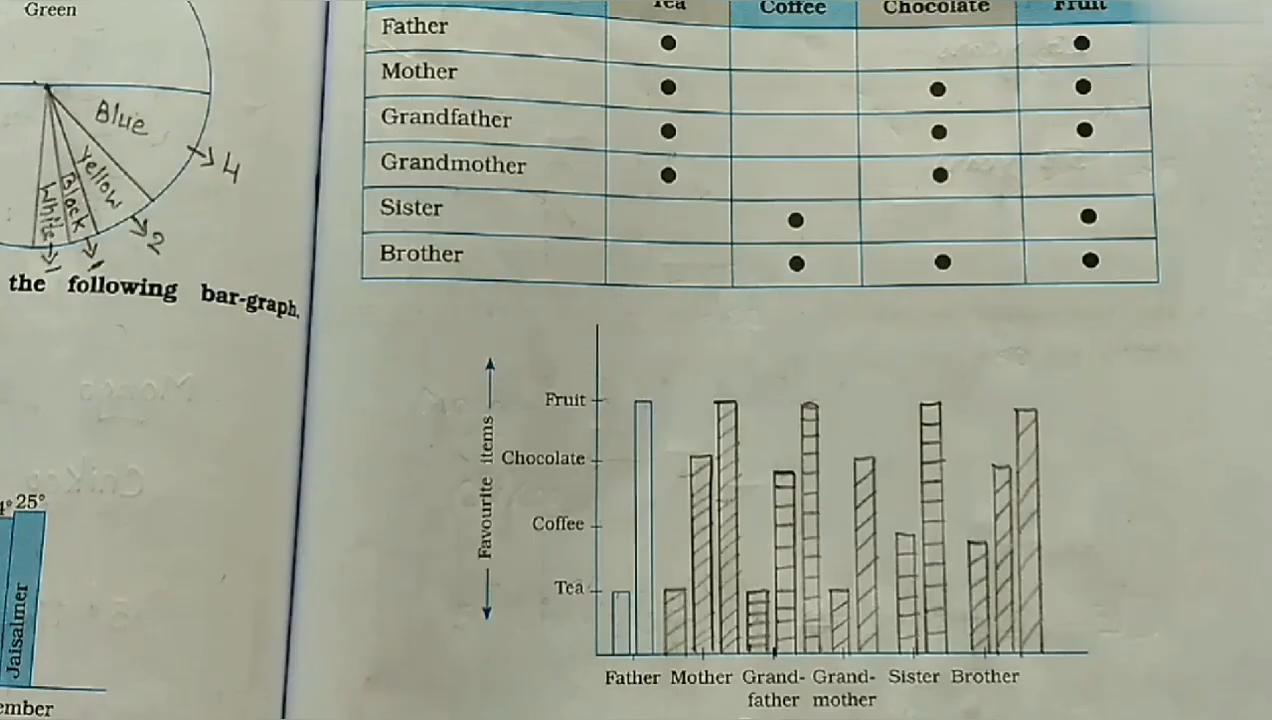 Green
Blue
Yellow
Black
White
4
2
1
1
the following bar-graph.
25°
Jaisalmer
ember
Tea Coffee Chocolate Fruit
Father
Mother
Grandfather
Grandmother
Sister
Brother
Favourite items
Fruit
Chocolate
Coffee
Tea
Father Mother Grand- Grand- Sister Brother
father mother